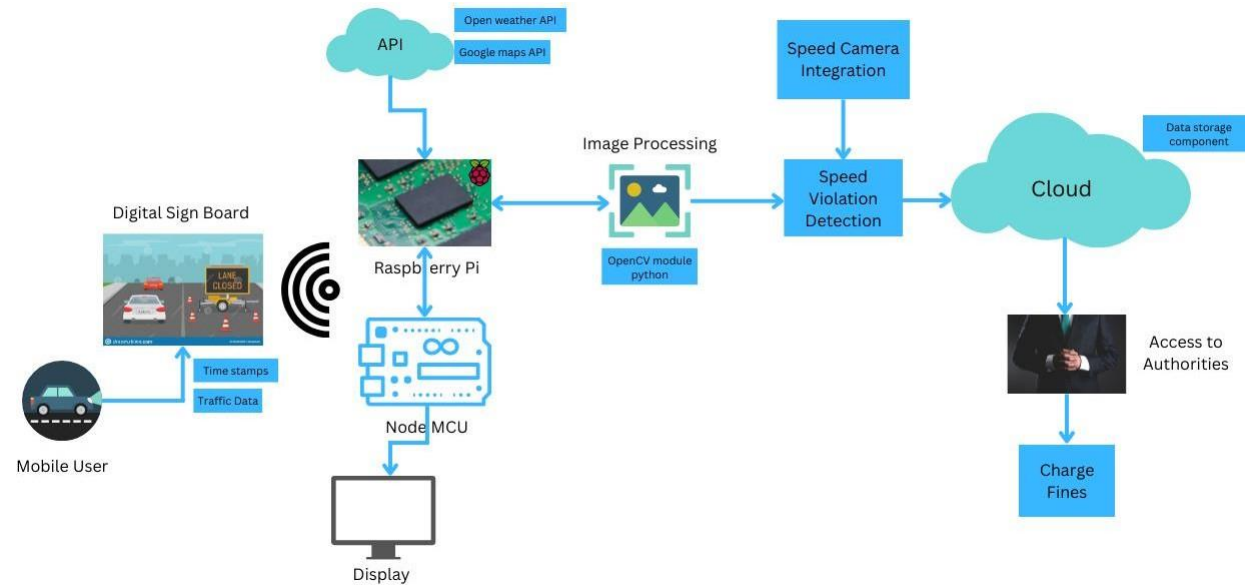 API
Open weather API
Google maps API
Speed Camera
Integration
Image Processing
Data storage
component
Speed
Violation
Detection
Cloud
Digital Sign Board
LANE
CLOSED
Raspberry Pi
OpenCV module
python
Access to
Authorities
Time stamps
Traffic Data
Node MCU
Mobile User
Charge
Fines
Display